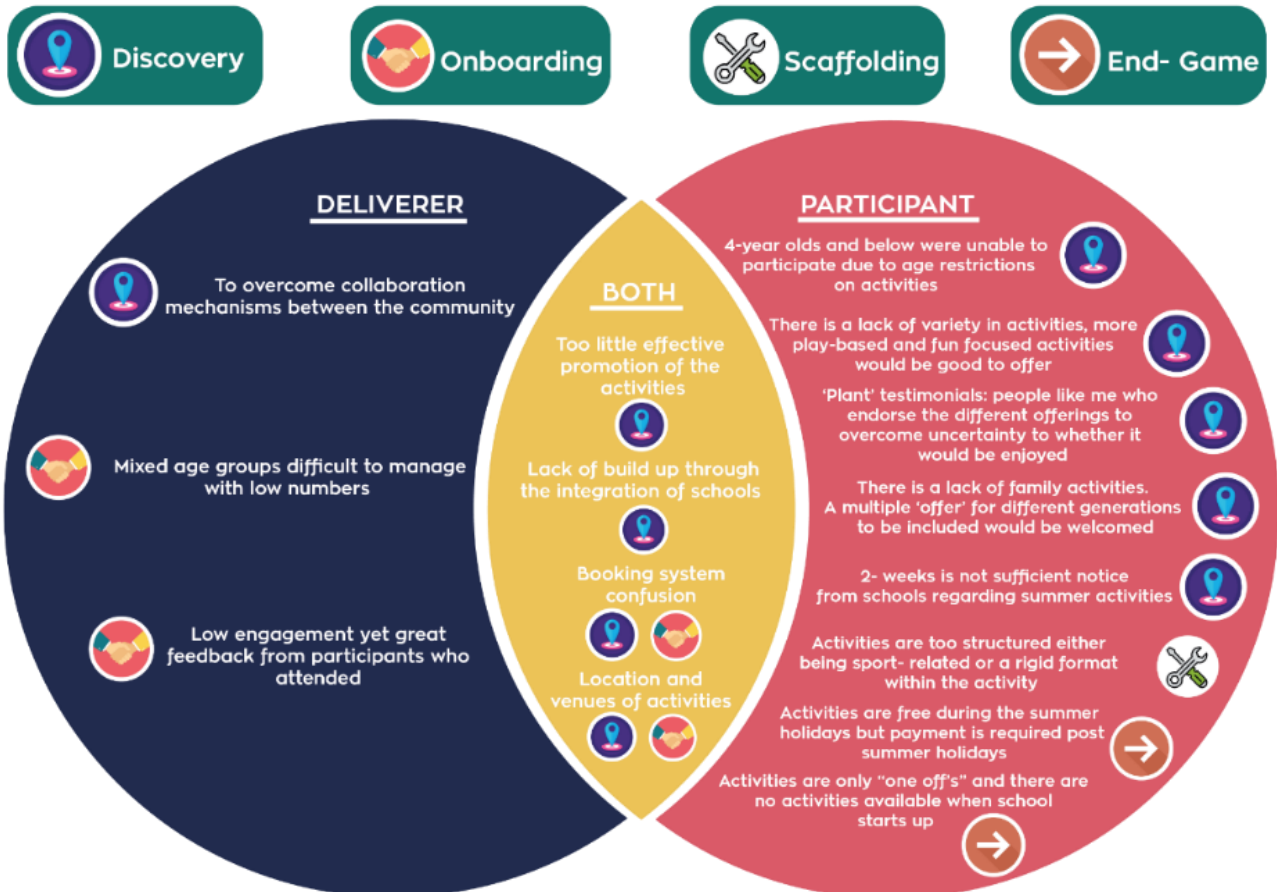 Discovery
Onboarding
Scaffolding
End- Game
DELIVERER
To overcome collaboration
mechanisms between the community
Mixed age groups difficult to manage
with low numbers
Low engagement yet great
feedback from participants who
attended
BOTH
Too little effective
promotion of the
activities
Lack of build up through
the integration of schools
Booking system
confusion
Location and
venues of activities
PARTICIPANT
4-year olds and below were unable to
participate due to age restrictions
on activities
There is a lack of variety in activities, more
play-based and fun focused activities
would be good to offer
'Plant' testimonials: people like me who
endorse the different offerings to
overcome uncertainty to whether it
would be enjoyed
There is a lack of family activities.
A multiple 'offer' for different generations
to be included would be welcomed
2- weeks is not sufficient notice
from schools regarding summer activities
Activities are too structured either
being sport- related or a rigid format
within the activity
Activities are free during the summer
holidays but payment is required post
summer holidays
Activities are only "one off's" and there are
no activities available when school
starts up